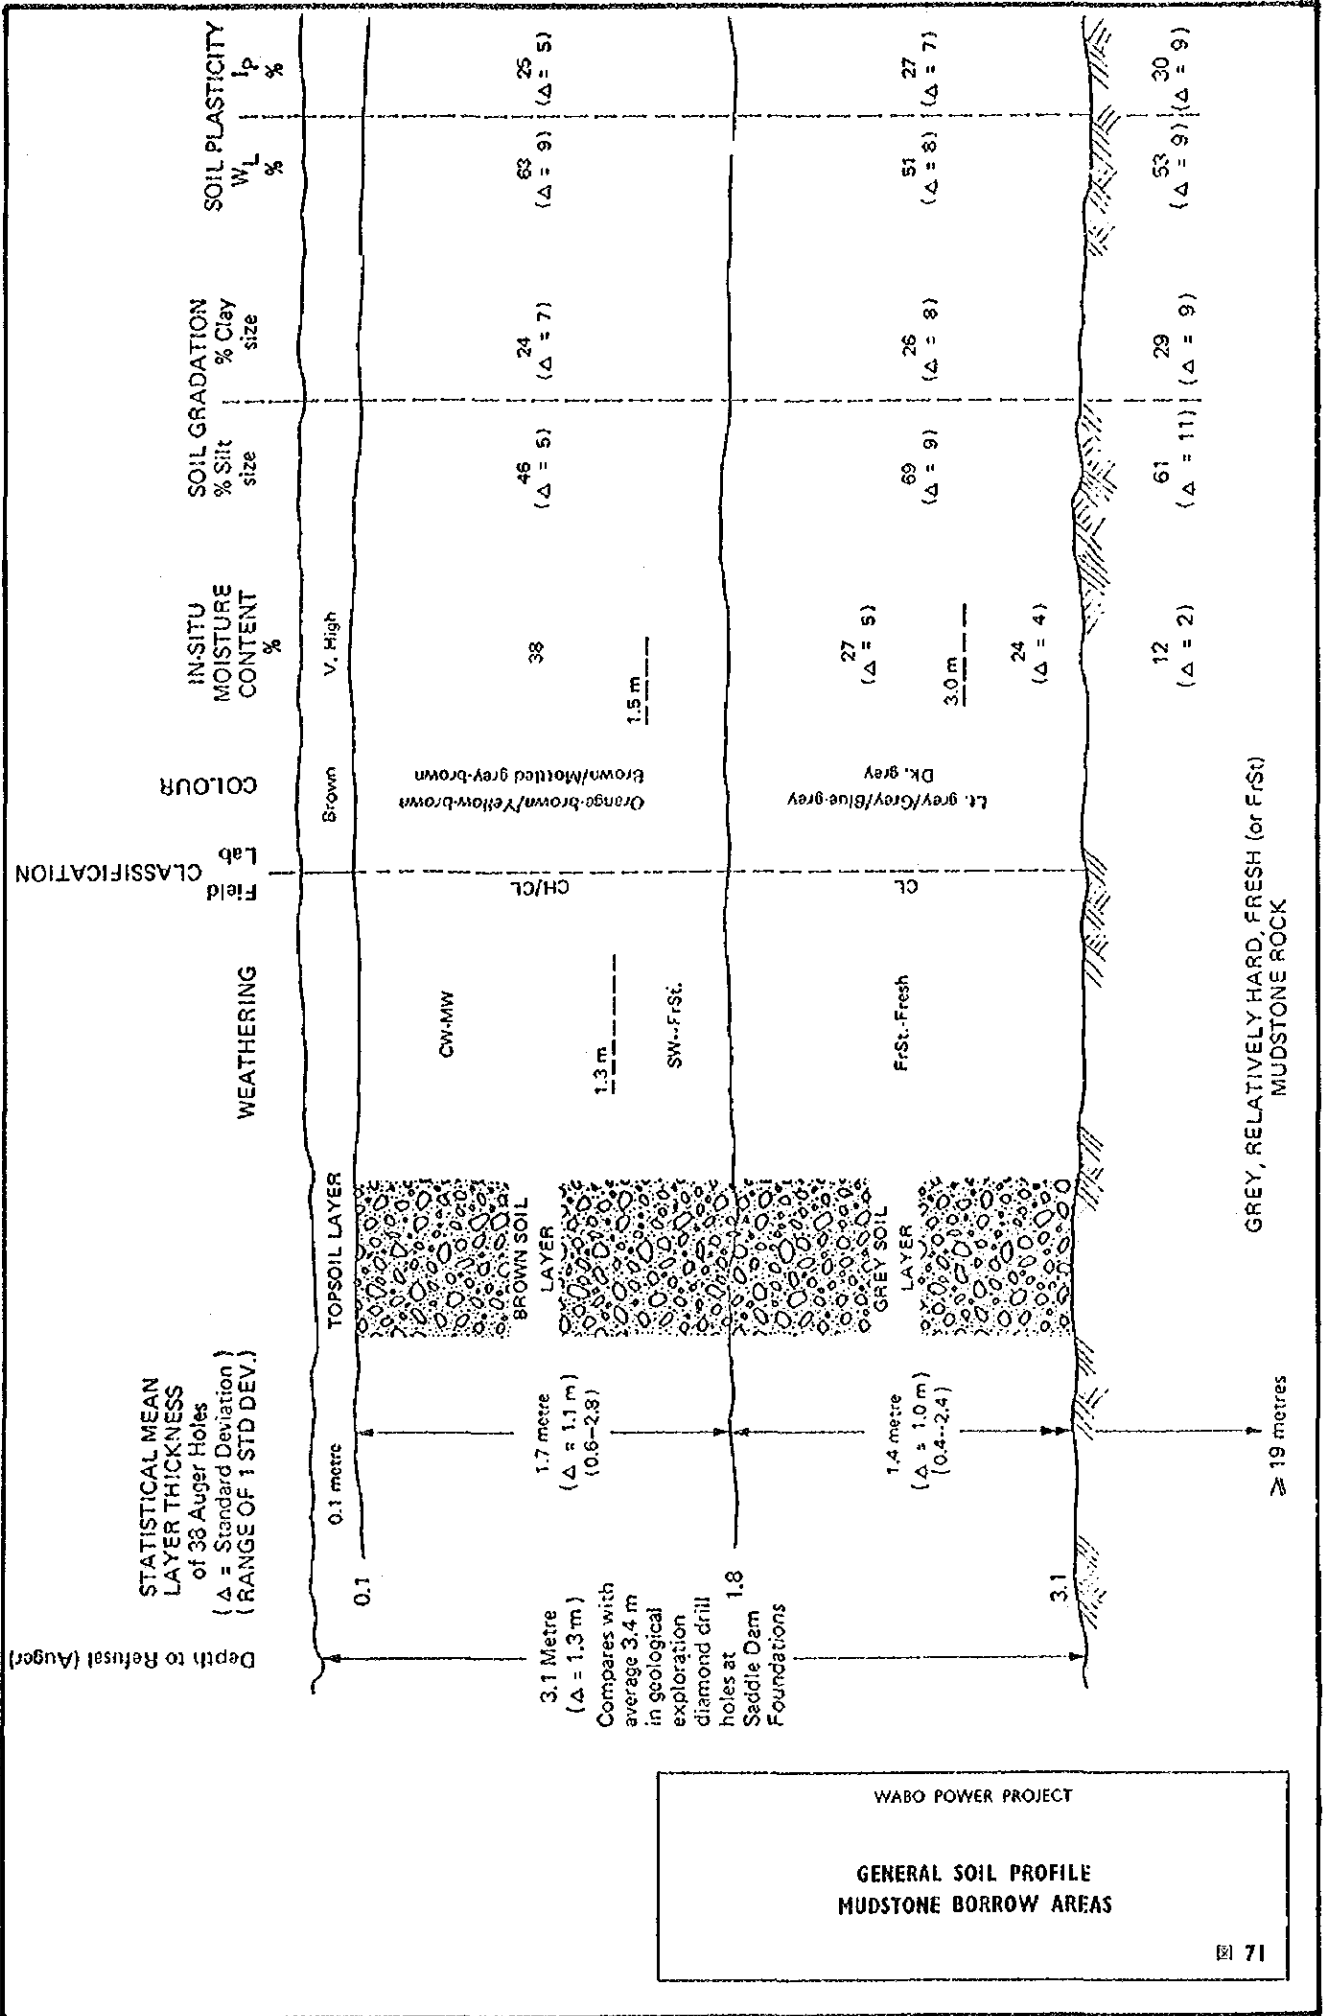 Depth to Refusal (Auger)
STATISTICAL MEAN
LAYER THICKNESS
of 38 Auger Holes
(Δ = Standard Deviation)
(RANGE OF 1 STD DEV.)
WEATHERING
CLASSIFICATION
Field
Lab
COLOUR
IN-SITU
MOISTURE
CONTENT
%
SOIL GRADATION
% Silt
size
% Clay
size
SOIL PLASTICITY
WL
%
Ip
%
0.1 metre
TOPSOIL LAYER
Brown
V. High
0.1
3.1 Metre
(Δ = 1.3 m)
Compares with
average 3.4 m
in geological
exploration
diamond drill
holes at
Saddle Dam
Foundations
1.7 metre
(Δ = 1.1 m)
(0.6–2.8)
BROWN SOIL
LAYER
CW-MW
1.3 m
SW--FrSt.
CH/CL
Orange-brown/Yellow-brown
Brown/Mottled grey-brown
38
1.5 m
46
(Δ = 5)
24
(Δ = 7)
63
(Δ = 9)
25
(Δ = 5)
1.8
1.4 metre
(Δ = 1.0 m)
(0.4--2.4)
GREY SOIL
LAYER
FrSt.-Fresh
CL
Lt. grey/Grey/Blue-grey
Dk. grey
27
(Δ = 5)
3.0 m
24
(Δ = 4)
69
(Δ = 9)
26
(Δ = 8)
51
(Δ = 8)
27
(Δ = 7)
3.1
12
(Δ = 2)
61
(Δ = 11)
29
(Δ = 9)
53
(Δ = 9)
30
(Δ = 9)
⩾ 19 metres
GREY, RELATIVELY HARD, FRESH (or FrSt)
MUDSTONE ROCK
WABO POWER PROJECT
GENERAL SOIL PROFILE
MUDSTONE BORROW AREAS
図 71